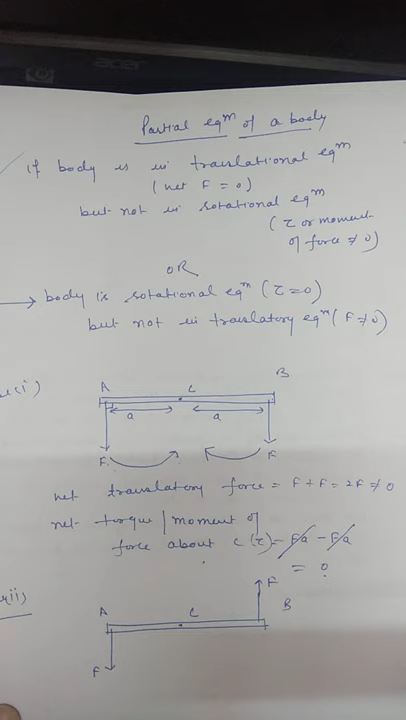 acer
Partial eqm of a body
if body is in translational eqm
(net F = 0)
but not in rotational eqm
(τ or moment
of force ≠ 0)
OR
→ body is rotational eqm (τ=0)
but not in translatory eqm (F≠0)
(i)
A C B
a a
F F
net translatory force = F + F = 2F ≠ 0
net torque / moment of
force about C (τ) = Fa - Fa
= 0
(ii)
F
A C B
F